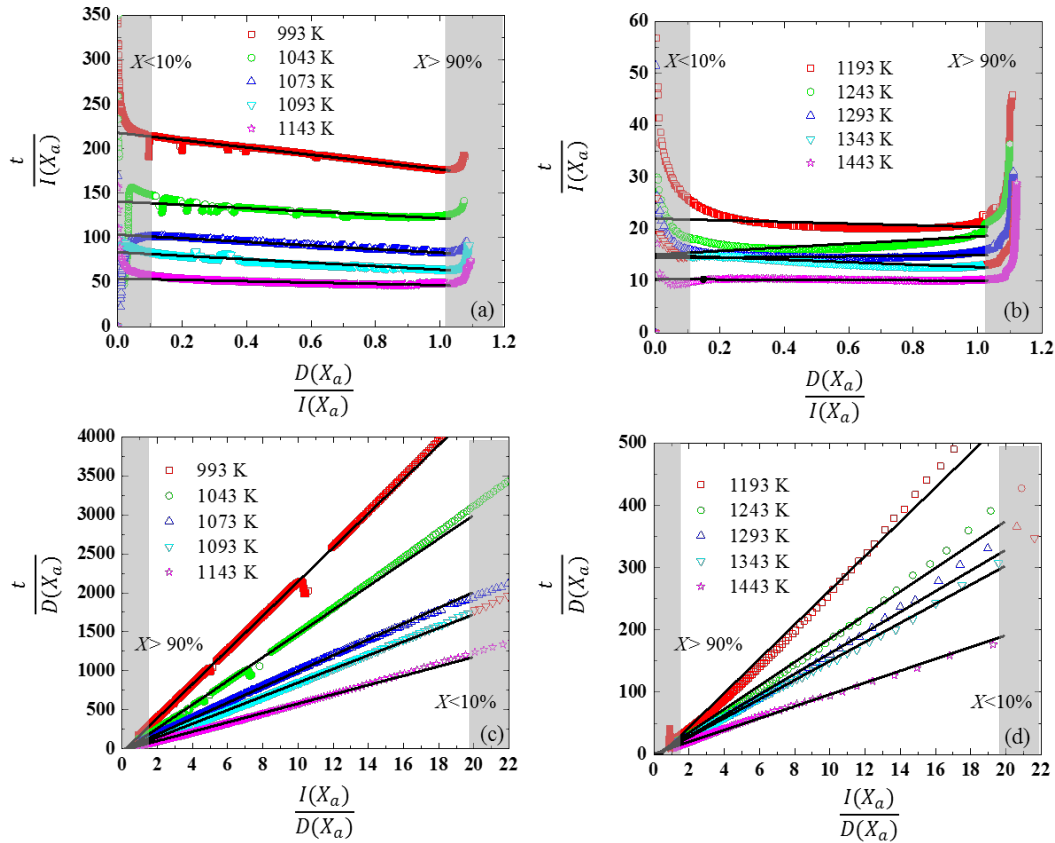 350
300
250
200
150
100
50
0
0.0 0.2 0.4 0.6 0.8 1.0 1.2
t
I(Xa)
D(Xa)
I(Xa)
X<10%
X> 90%
993 K
1043 K
1073 K
1093 K
1143 K
(a)
60
50
40
30
20
10
0
0.0 0.2 0.4 0.6 0.8 1.0 1.2
t
I(Xa)
D(Xa)
I(Xa)
X<10%
X> 90%
1193 K
1243 K
1293 K
1343 K
1443 K
(b)
4000
3500
3000
2500
2000
1500
1000
500
0
0 2 4 6 8 10 12 14 16 18 20 22
t
D(Xa)
I(Xa)
D(Xa)
993 K
1043 K
1073 K
1093 K
1143 K
X> 90%
X<10%
(c)
500
400
300
200
100
0
0 2 4 6 8 10 12 14 16 18 20 22
t
D(Xa)
I(Xa)
D(Xa)
1193 K
1243 K
1293 K
1343 K
1443 K
X> 90%
X<10%
(d)